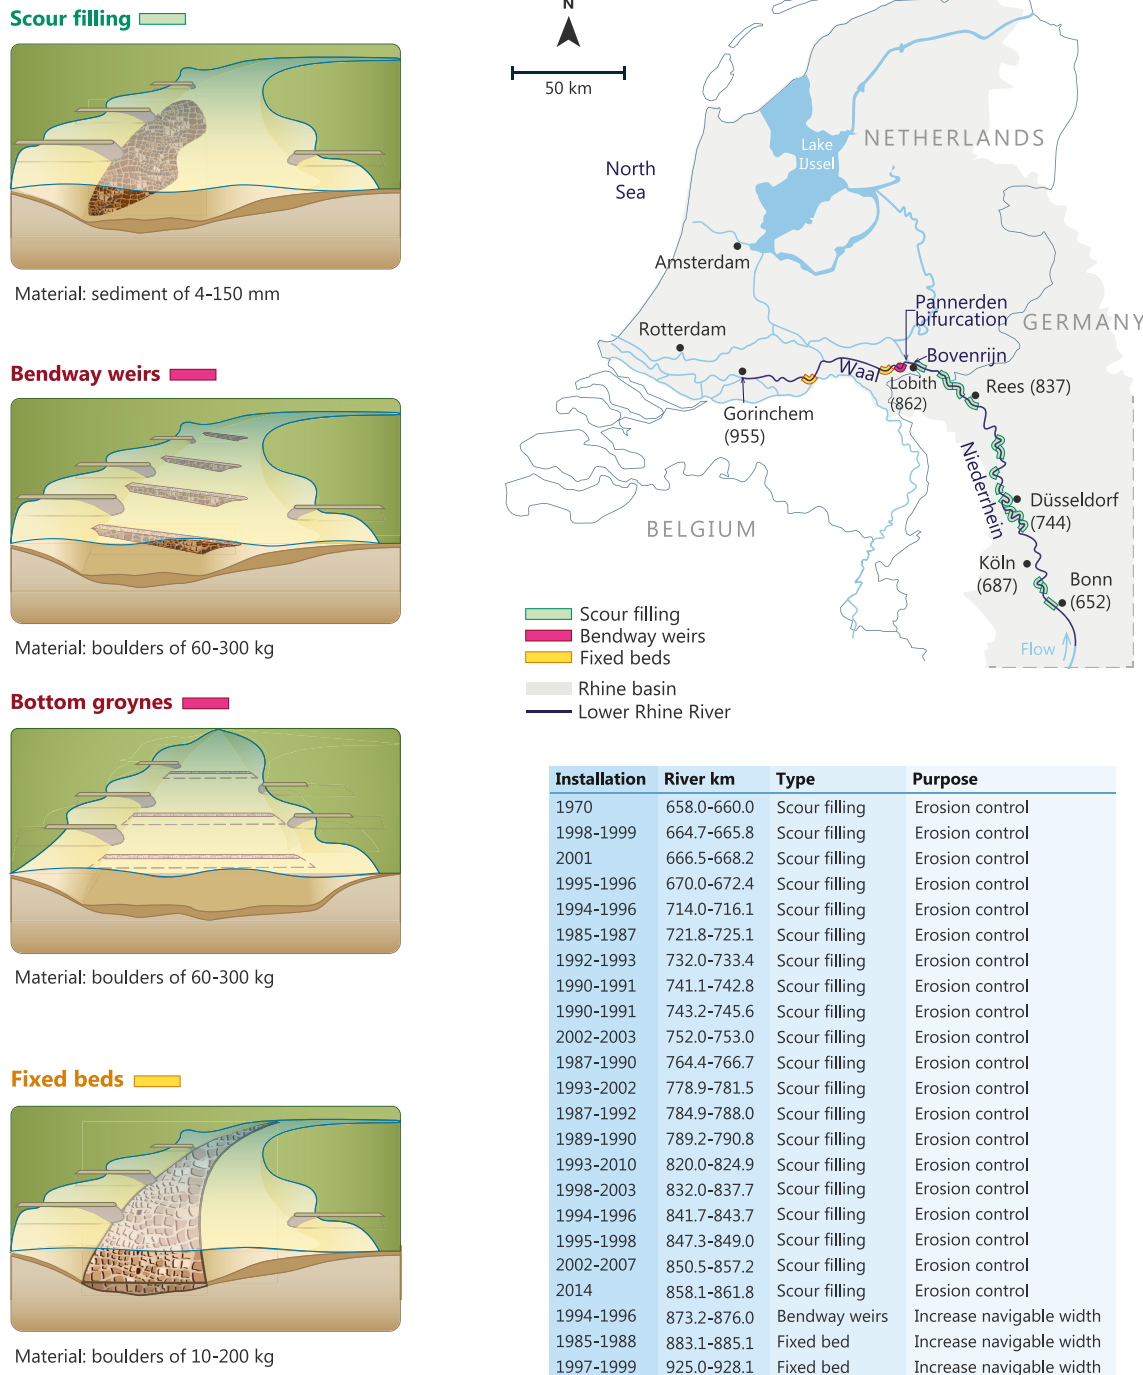 Scour filling
Material: sediment of 4-150 mm
Bendway weirs
Material: boulders of 60-300 kg
Bottom groynes
Material: boulders of 60-300 kg
Fixed beds
Material: boulders of 10-200 kg
N
50 km
North
Sea
NETHERLANDS
Lake
IJssel
Amsterdam
Rotterdam
Pannerden
bifurcation
GERMANY
Bovenrijn
Waal
Lobith
(862)
Rees (837)
Gorinchem
(955)
Niederrhein
Düsseldorf
(744)
BELGIUM
Köln
(687)
Bonn
(652)
Flow
Scour filling
Bendway weirs
Fixed beds
Rhine basin
Lower Rhine River
Installation River km Type Purpose
1970 658.0-660.0 Scour filling Erosion control
1998-1999 664.7-665.8 Scour filling Erosion control
2001 666.5-668.2 Scour filling Erosion control
1995-1996 670.0-672.4 Scour filling Erosion control
1994-1996 714.0-716.1 Scour filling Erosion control
1985-1987 721.8-725.1 Scour filling Erosion control
1992-1993 732.0-733.4 Scour filling Erosion control
1990-1991 741.1-742.8 Scour filling Erosion control
1990-1991 743.2-745.6 Scour filling Erosion control
2002-2003 752.0-753.0 Scour filling Erosion control
1987-1990 764.4-766.7 Scour filling Erosion control
1993-2002 778.9-781.5 Scour filling Erosion control
1987-1992 784.9-788.0 Scour filling Erosion control
1989-1990 789.2-790.8 Scour filling Erosion control
1993-2010 820.0-824.9 Scour filling Erosion control
1998-2003 832.0-837.7 Scour filling Erosion control
1994-1996 841.7-843.7 Scour filling Erosion control
1995-1998 847.3-849.0 Scour filling Erosion control
2002-2007 850.5-857.2 Scour filling Erosion control
2014 858.1-861.8 Scour filling Erosion control
1994-1996 873.2-876.0 Bendway weirs Increase navigable width
1985-1988 883.1-885.1 Fixed bed Increase navigable width
1997-1999 925.0-928.1 Fixed bed Increase navigable width